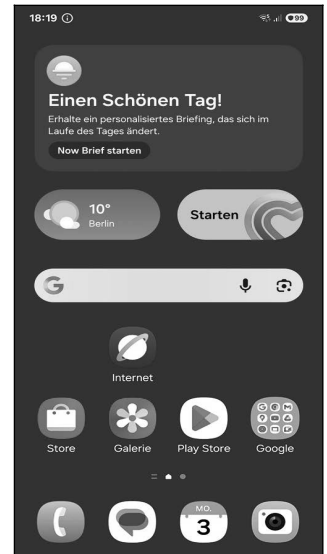 18:19
99
Einen Schönen Tag!
Erhalte ein personalisiertes Briefing, das sich im
Laufe des Tages ändert.
Now Brief starten
10°
Berlin
Starten
G
Internet
Store
Galerie
Play Store
Google
MO.
3